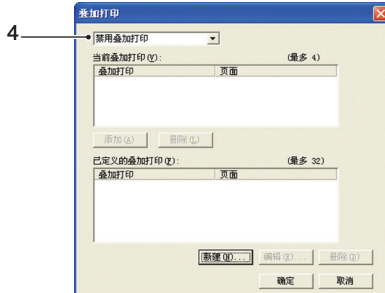 叠加打印
4
禁用叠加打印
当前叠加打印(V): (最多 4)
叠加打印 页面
添加(A) 删除(L)
已定义的叠加打印(F): (最多 32)
叠加打印 页面
新建(N)... 编辑(E)... 删除(D)
确定 取消